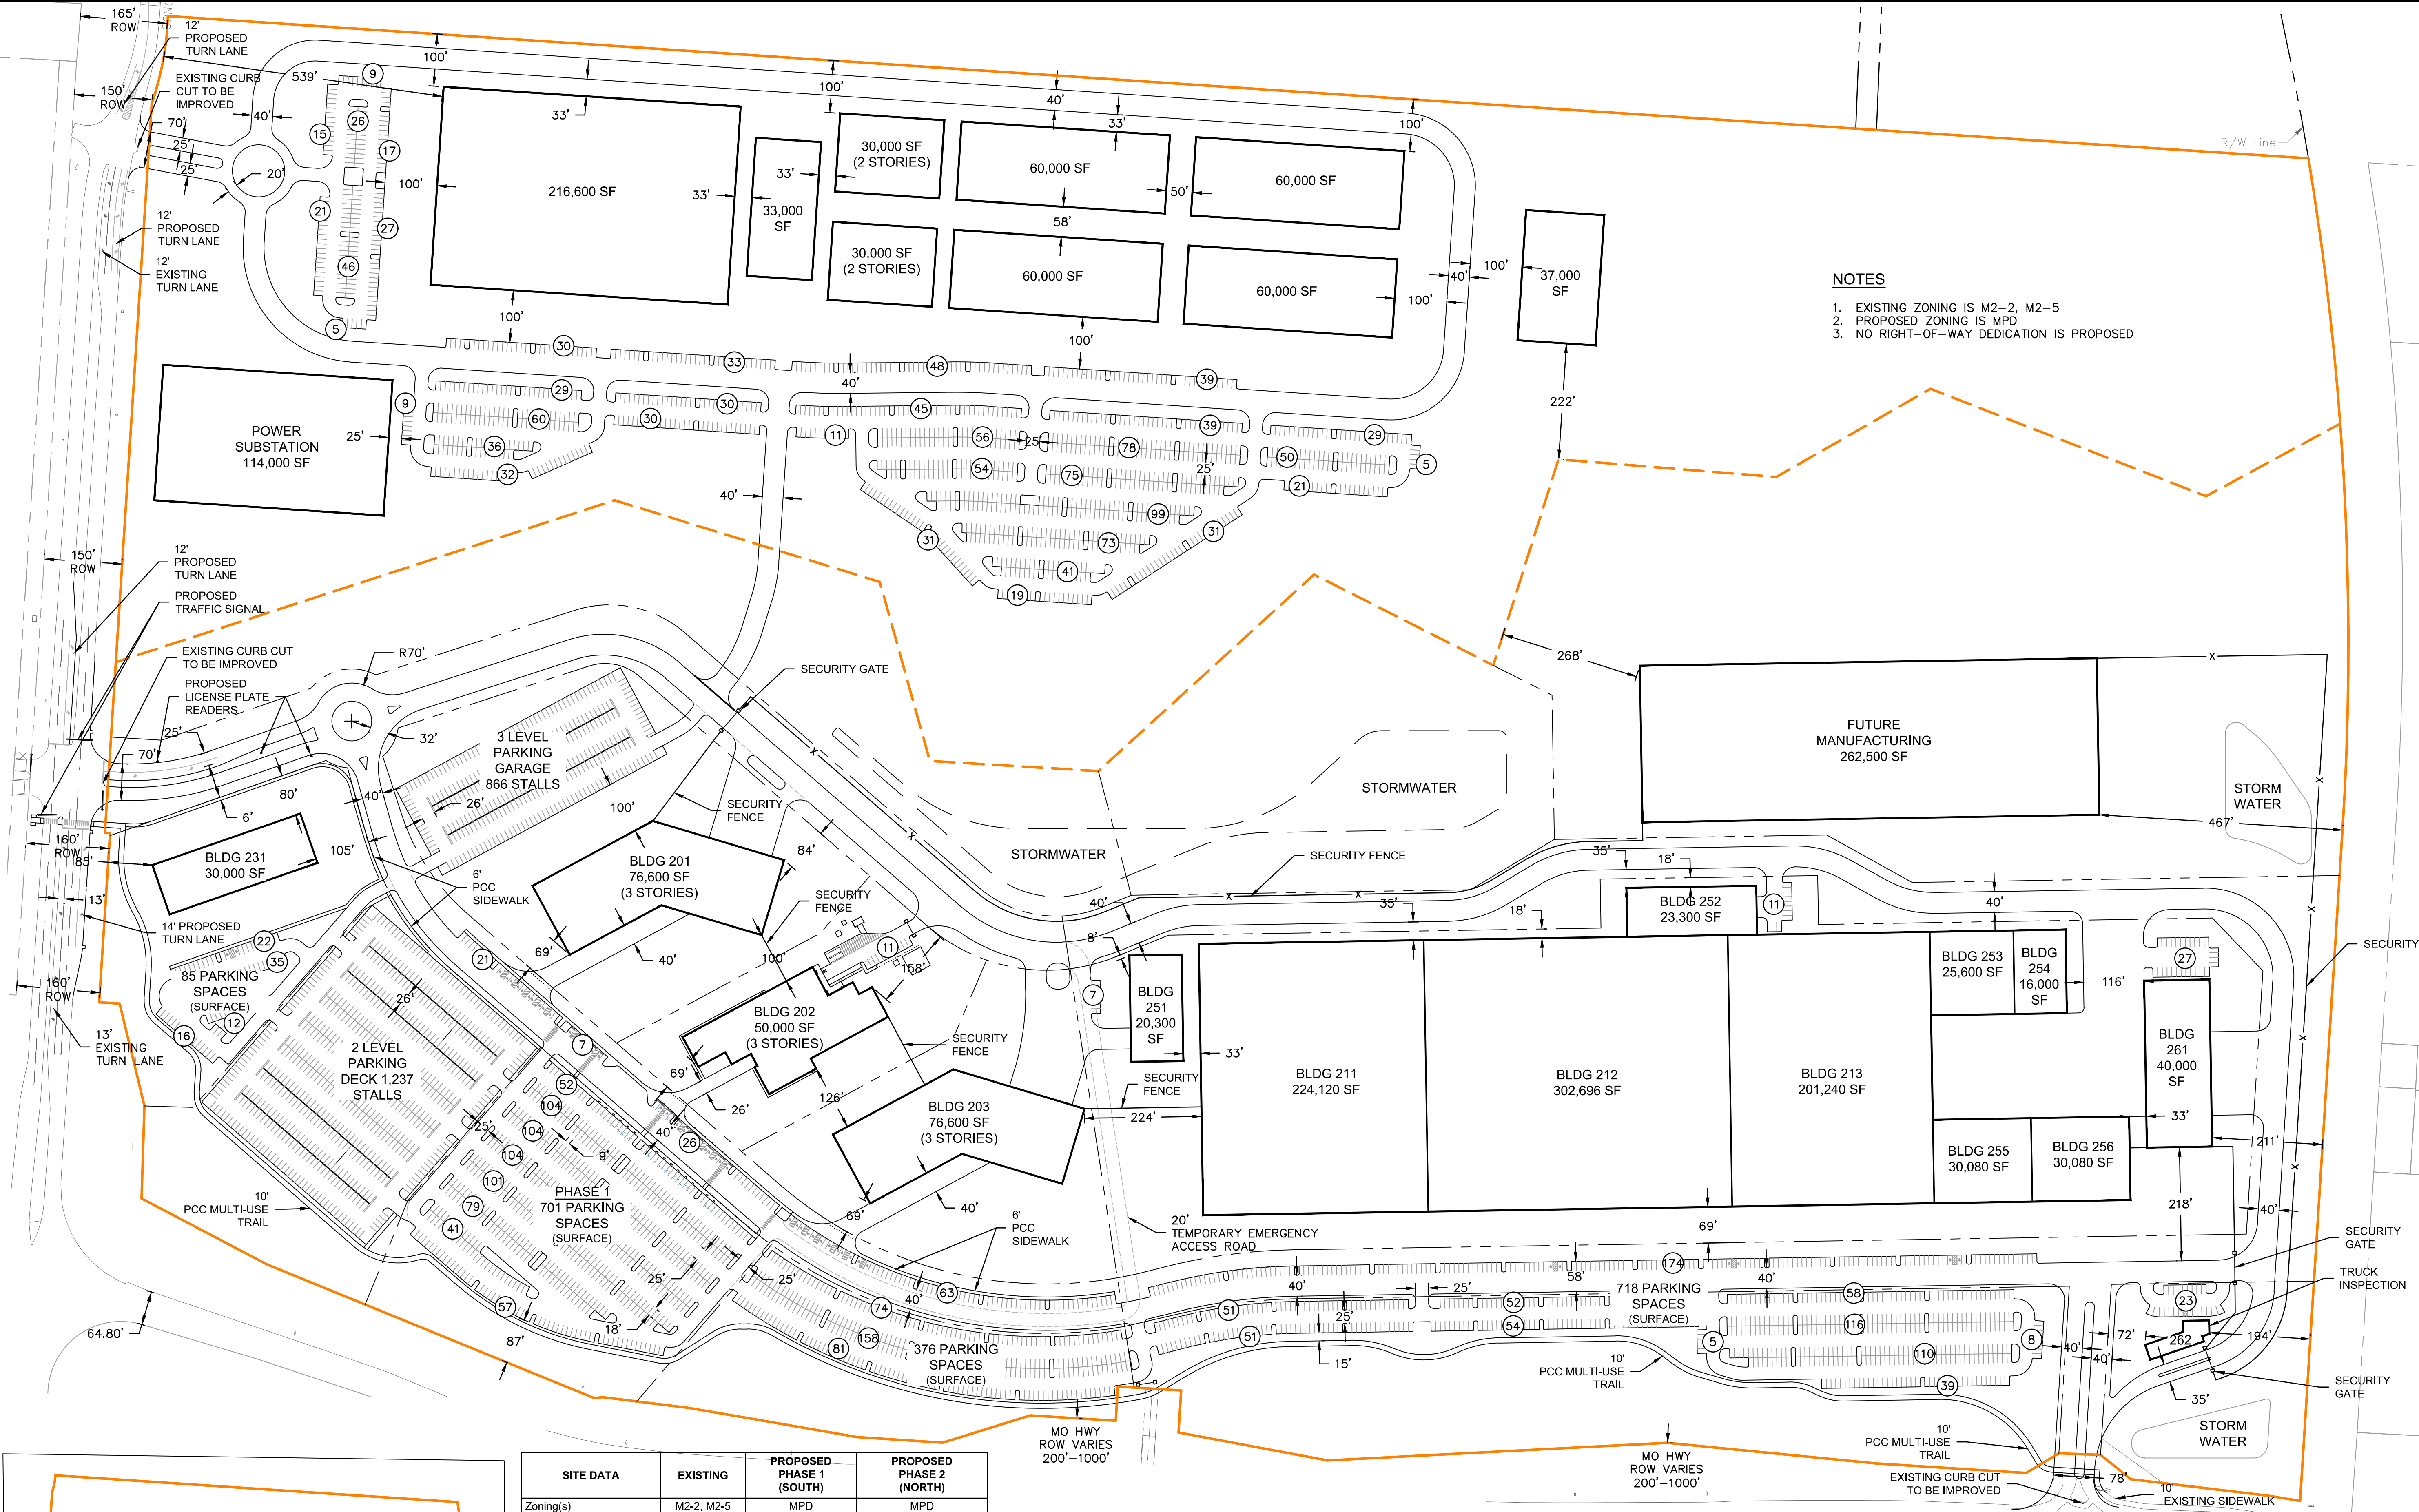 165'
ROW
12'
PROPOSED
TURN LANE
150'
ROW
EXISTING CURB
CUT TO BE
IMPROVED
539'
100'
100'
40'
33'
100'
9
26
15
17
40'
70'
25'
25'
20'
100'
21
27
46
5
33'
216,600 SF
33'
33'
33,000
SF
30,000 SF
(2 STORIES)
60,000 SF
50'
60,000 SF
58'
30,000 SF
(2 STORIES)
60,000 SF
60,000 SF
40'
100'
100'
37,000
SF
R/W Line
12'
PROPOSED
TURN LANE
12'
EXISTING
TURN LANE
NOTES
1. EXISTING ZONING IS M2-2, M2-5
2. PROPOSED ZONING IS MPD
3. NO RIGHT-OF-WAY DEDICATION IS PROPOSED
100'
100'
30
33
48
39
40'
222'
POWER
SUBSTATION
114,000 SF
25'
9
29
60
36
32
30
30
11
45
56
25'
54
39
78
75
25'
99
73
41
31
31
19
29
50
5
21
40'
150'
ROW
12'
PROPOSED
TURN LANE
PROPOSED
TRAFFIC SIGNAL
EXISTING CURB CUT
TO BE IMPROVED
PROPOSED
LICENSE PLATE
READERS
R70'
25'
70'
32'
80'
6'
40'
3 LEVEL
PARKING
GARAGE
866 STALLS
26'
100'
SECURITY GATE
SECURITY
FENCE
268'
FUTURE
MANUFACTURING
262,500 SF
STORM
WATER
467'
STORMWATER
STORMWATER
SECURITY FENCE
160'
ROW
85'
BLDG 231
30,000 SF
105'
6'
PCC
SIDEWALK
BLDG 201
76,600 SF
(3 STORIES)
84'
SECURITY
FENCE
69'
40'
100'
11
158'
13'
14' PROPOSED
TURN LANE
160'
ROW
13'
EXISTING
TURN LANE
22
35
85 PARKING
SPACES
(SURFACE)
12
16
26'
2 LEVEL
PARKING
DECK 1,237
STALLS
21
7
BLDG 202
50,000 SF
(3 STORIES)
69'
26'
126'
SECURITY
FENCE
BLDG 203
76,600 SF
(3 STORIES)
69'
40'
224'
SECURITY
FENCE
40'
8'
7
BLDG
251
20,300
SF
33'
35'
18'
35'
18'
BLDG 252
23,300 SF
11
40'
BLDG 211
224,120 SF
BLDG 212
302,696 SF
BLDG 213
201,240 SF
BLDG 253
25,600 SF
BLDG
254
16,000
SF
116'
27
BLDG
261
40,000
SF
33'
211'
BLDG 255
30,080 SF
BLDG 256
30,080 SF
SECURITY
218'
40'
52
104
104
104
101
79
41
57
25'
9'
40'
26
PHASE 1
701 PARKING
SPACES
(SURFACE)
25'
25'
18'
10'
PCC MULTI-USE
TRAIL
64.80'
87'
6'
PCC
SIDEWALK
63
40'
74
158
81
376 PARKING
SPACES
(SURFACE)
20'
TEMPORARY EMERGENCY
ACCESS ROAD
69'
174
40'
25'
58'
40'
51
51
25'
52
54
15'
718 PARKING
SPACES
(SURFACE)
58
116
110
5
8
39
10'
PCC MULTI-USE
TRAIL
SECURITY
GATE
TRUCK
INSPECTION
23
72'
262
194'
40'
40'
35'
SECURITY
GATE
STORM
WATER
MO HWY
ROW VARIES
200'-1000'
MO HWY
ROW VARIES
200'-1000'
10'
PCC MULTI-USE
TRAIL
EXISTING CURB CUT
TO BE IMPROVED
78'
10'
EXISTING SIDEWALK
SITE DATA
EXISTING
PROPOSED
PHASE 1
(SOUTH)
PROPOSED
PHASE 2
(NORTH)
Zoning(s)
M2-2, M2-5
MPD
MPD